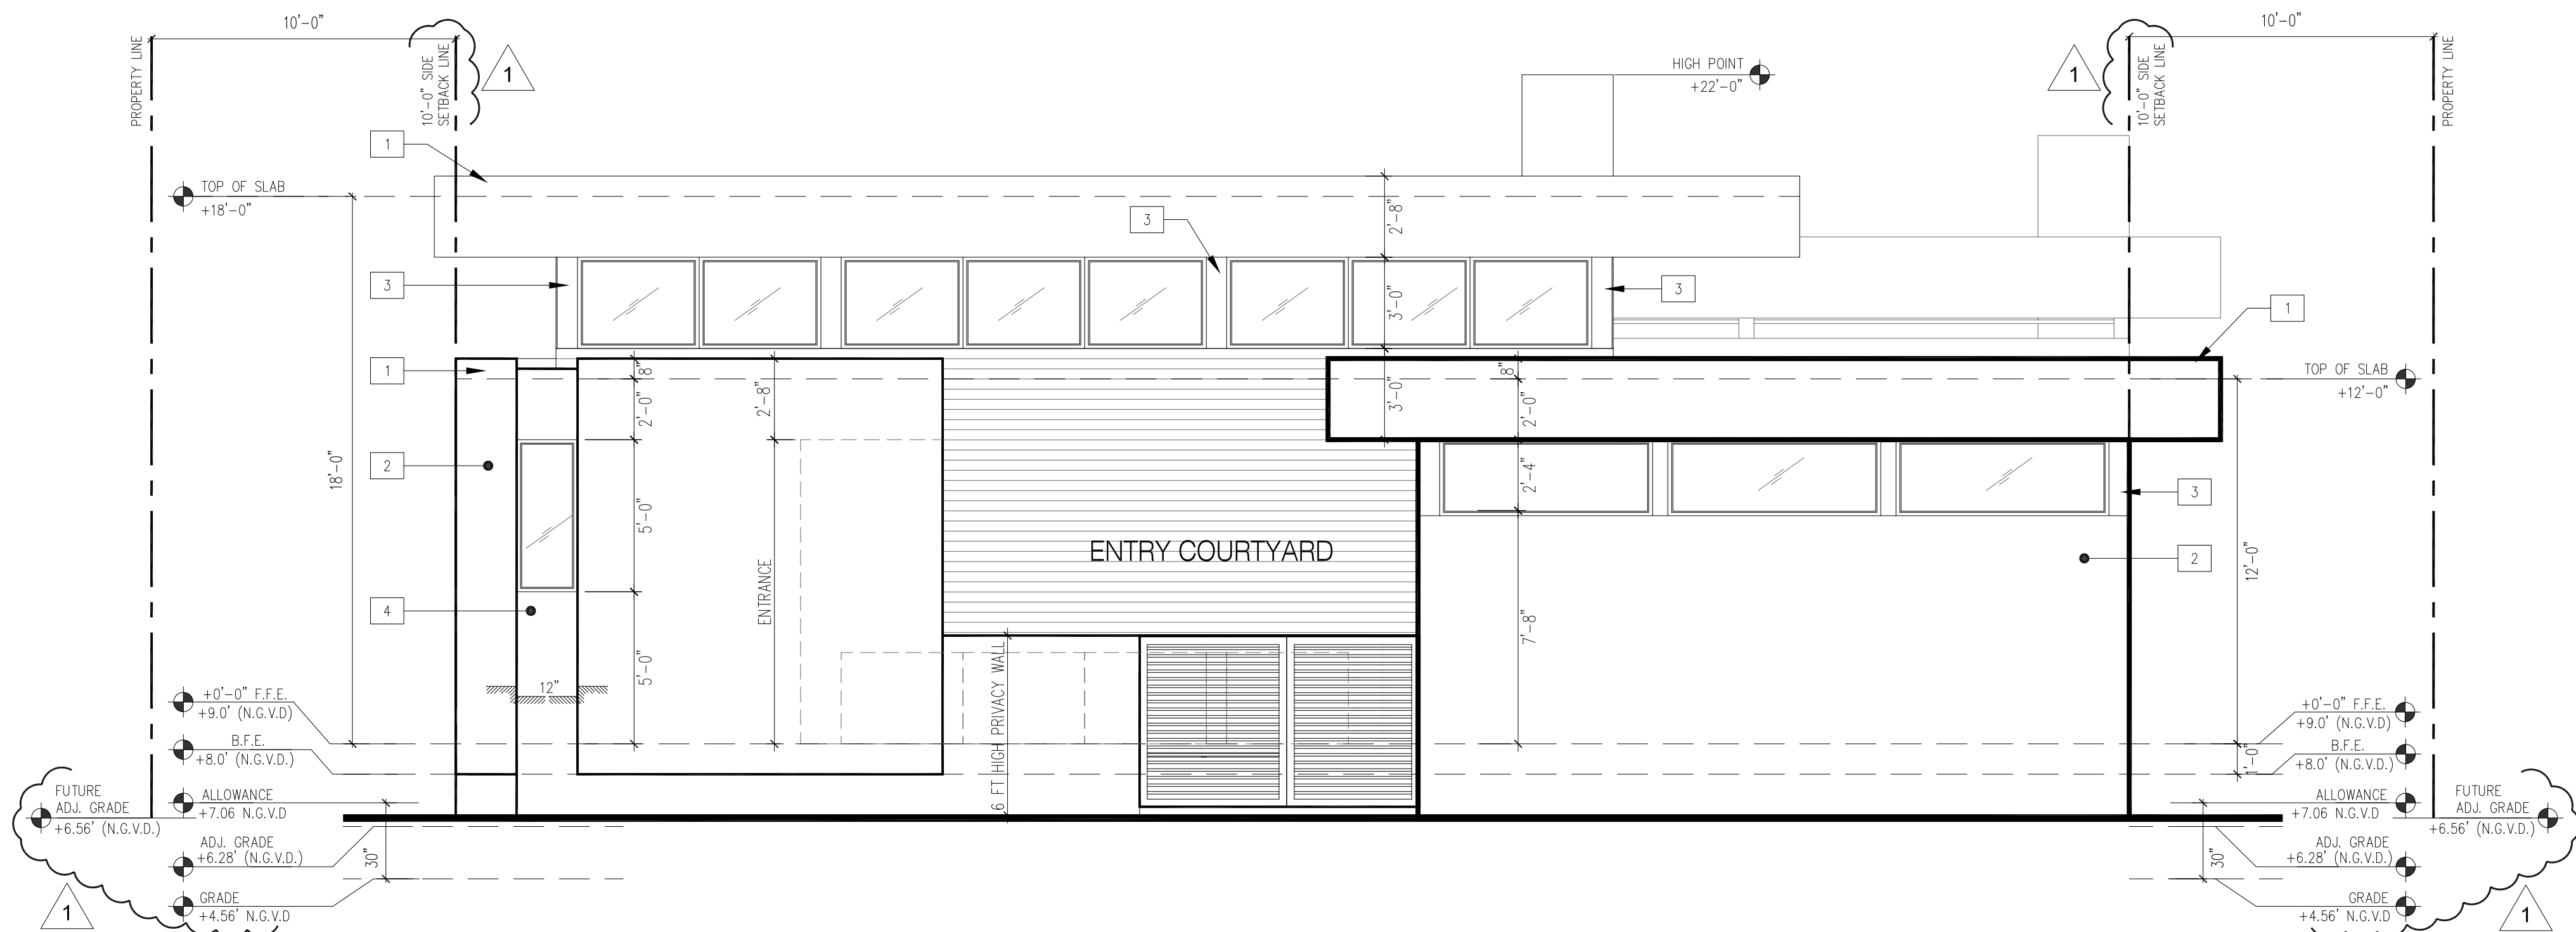 10'-0"
10'-0"
PROPERTY LINE
10'-0" SIDE
SETBACK LINE
1
HIGH POINT
+22'-0"
1
10'-0" SIDE
SETBACK LINE
PROPERTY LINE
1
TOP OF SLAB
+18'-0"
3
2'-8"
3
3'-0"
3
1
1
8"
2'-8"
2'-0"
3'-0"
8"
2'-0"
TOP OF SLAB
+12'-0"
18'-0"
2
5'-0"
2'-4"
3
ENTRY COURTYARD
2
12'-0"
4
ENTRANCE
7'-8"
5'-0"
12"
6 FT HIGH PRIVACY WALL
+0'-0" F.F.E.
+9.0' (N.G.V.D)
+0'-0" F.F.E.
+9.0' (N.G.V.D)
B.F.E.
+8.0' (N.G.V.D.)
1'-0"
B.F.E.
+8.0' (N.G.V.D.)
FUTURE
ADJ. GRADE
+6.56' (N.G.V.D.)
ALLOWANCE
+7.06 N.G.V.D
ALLOWANCE
+7.06 N.G.V.D
FUTURE
ADJ. GRADE
+6.56' (N.G.V.D.)
ADJ. GRADE
+6.28' (N.G.V.D.)
30"
30"
ADJ. GRADE
+6.28' (N.G.V.D.)
1
GRADE
+4.56' N.G.V.D
GRADE
+4.56' N.G.V.D
1